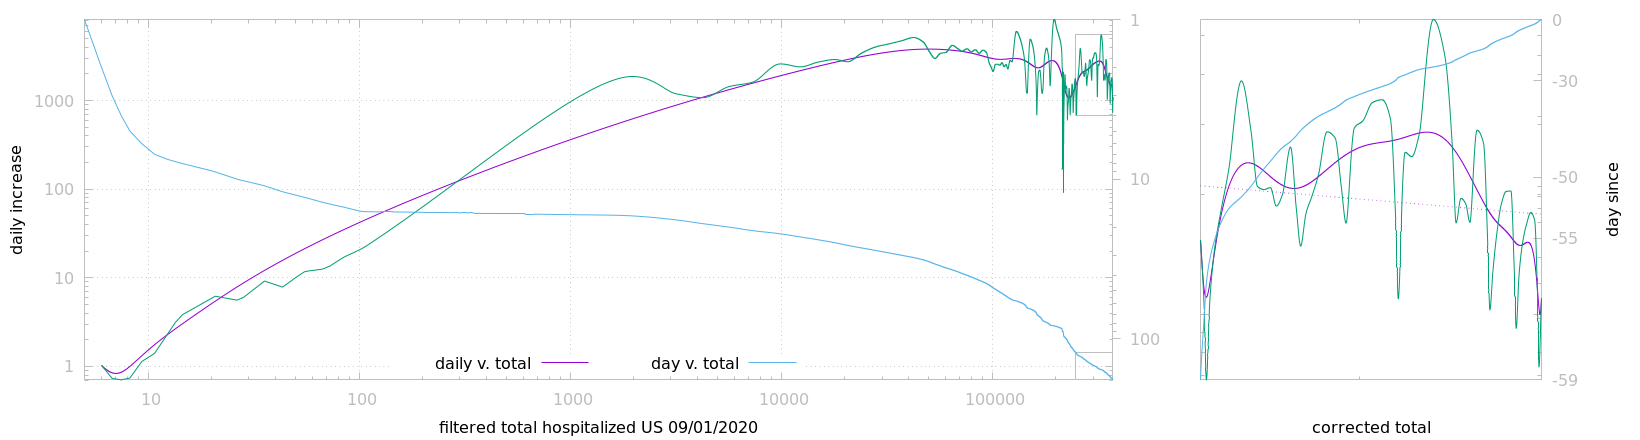 daily increase
1000
100
10
1
daily v. total
day v. total
1
10
100
10
100
1000
10000
100000
filtered total hospitalized US 09/01/2020
0
-30
-50
-55
-59
day since
corrected total